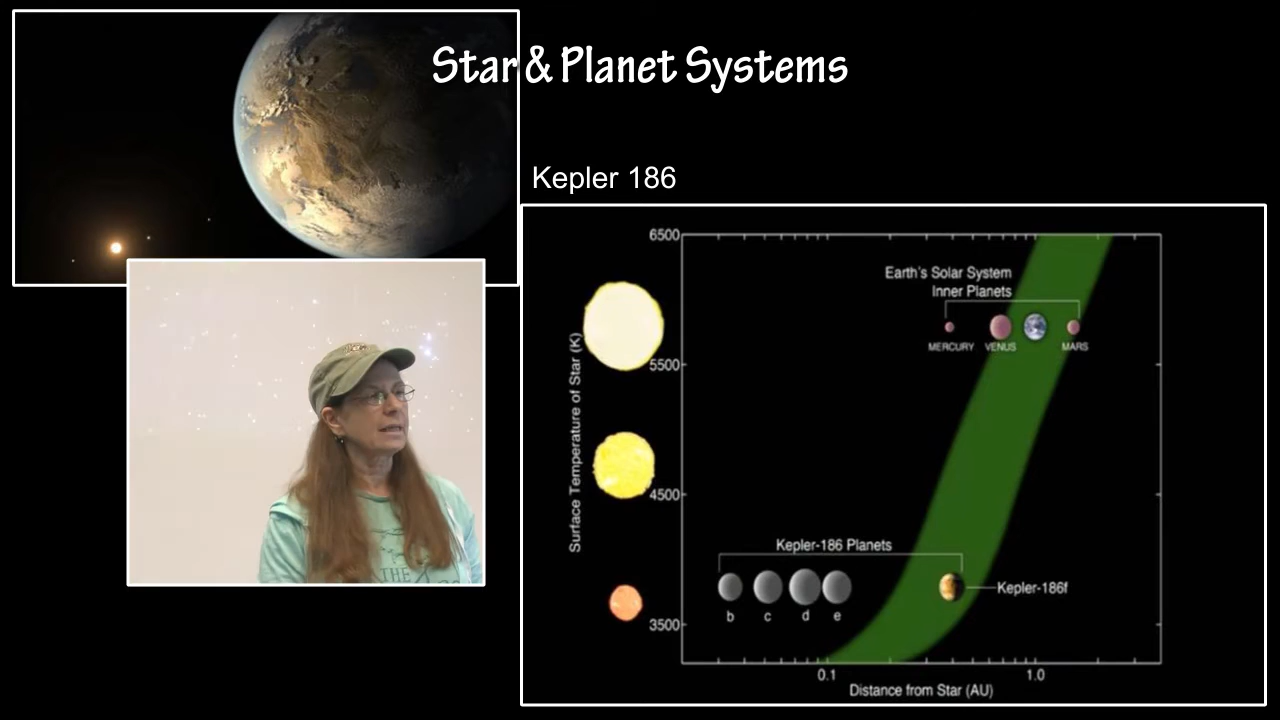 Star & Planet Systems
Kepler 186
6500
Earth's Solar System
Inner Planets
MERCURY VENUS MARS
5500
Surface Temperature of Star (K)
4500
Kepler-186 Planets
Kepler-186f
b c d e
3500
0.1 1.0
Distance from Star (AU)
THE